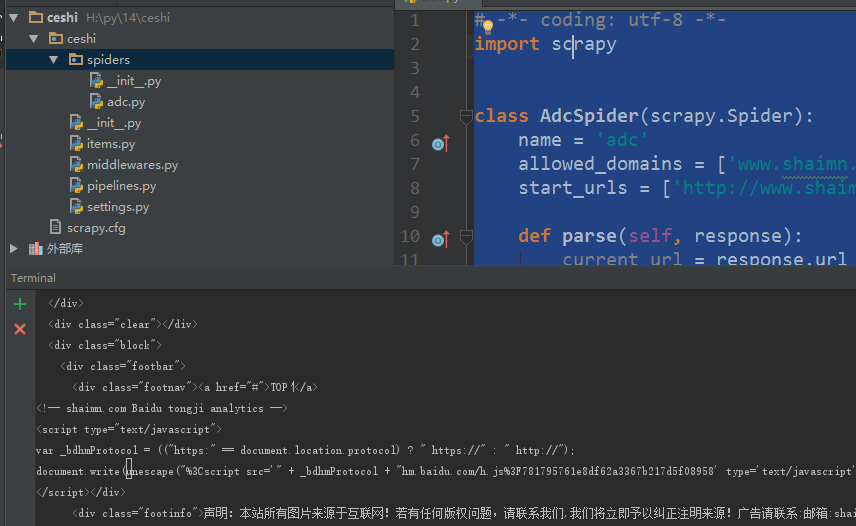 ceshi H:\py\14\ceshi
ceshi
spiders
__init__.py
adc.py
__init__.py
items.py
middlewares.py
pipelines.py
settings.py
scrapy.cfg
外部库
1 # -*- coding: utf-8 -*-
2 import scrapy
3
4
5 class AdcSpider(scrapy.Spider):
6 name = 'adc'
7 allowed_domains = ['www.shaimn.
8 start_urls = ['http://www.shaim
9
10 def parse(self, response):
11 current_url = response.url
Terminal
</div>
<div class="clear"></div>
<div class="block">
<div class="footbar">
<div class="footnav"><a href="#">TOP↑</a>
<!-- shaimn.com Baidu tongji analytics -->
<script type="text/javascript">
var _bdhmProtocol = (("https:" == document.location.protocol) ? " https://" : " http://");
document.write(unescape("%3Cscript src='" + _bdhmProtocol + "hm.baidu.com/h.js%3F781795761e8df62a3367b217d5f08958' type='text/javascript'
</script></div>
<div class="footinfo">声明：本站所有图片来源于互联网！若有任何版权问题，请联系我们,我们将立即予以纠正注明来源！广告请联系:邮箱:shai